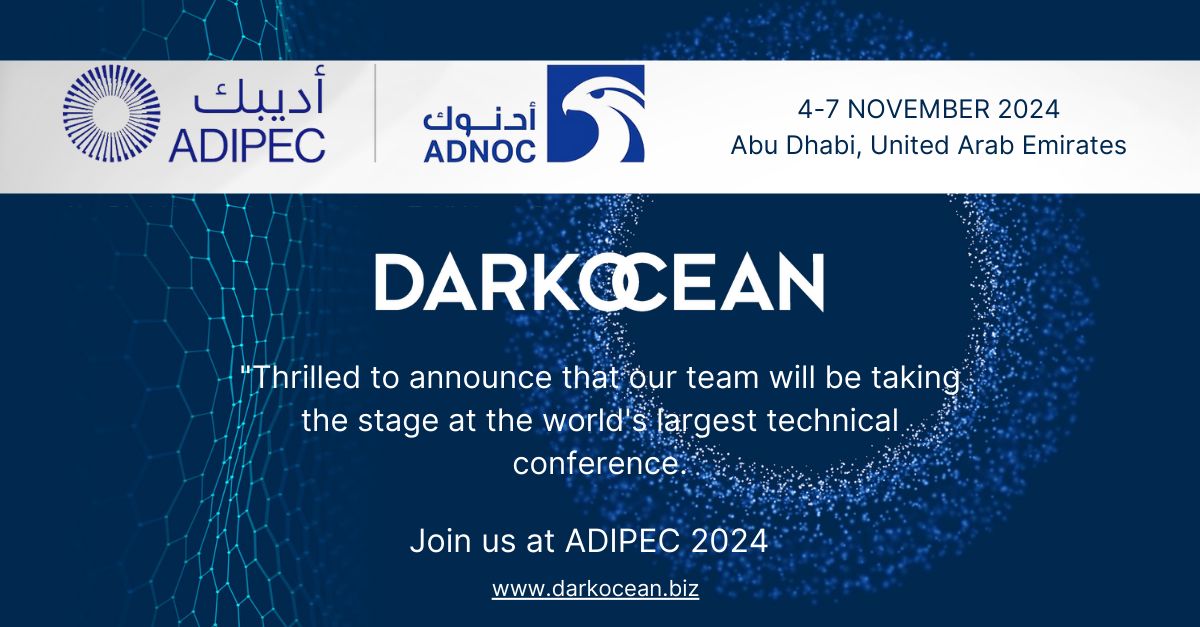 أديبك
ADIPEC
أدنوك
ADNOC
4-7 NOVEMBER 2024
Abu Dhabi, United Arab Emirates
DARKOCEAN
"Thrilled to announce that our team will be taking
the stage at the world's largest technical
conference.
Join us at ADIPEC 2024
www.darkocean.biz